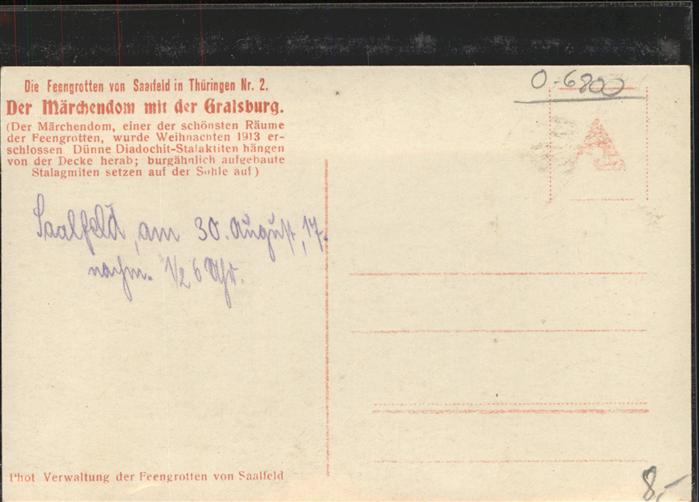 Die Feengrotten von Saalfeld in Thüringen Nr. 2.
Der Märchendom mit der Gralsburg.
(Der Märchendom, einer der schönsten Räume
der Feengrotten, wurde Weihnachten 1913 er-
schlossen Dünne Diadochit-Stalaktiten hängen
von der Decke herab; burgähnlich aufgebaute
Stalagmiten setzen auf der Sohle auf)
Saalfeld, am 30. August, 17.
nachm. 1/2 6 Uhr.
O-6800
A
Phot Verwaltung der Feengrotten von Saalfeld
8,-